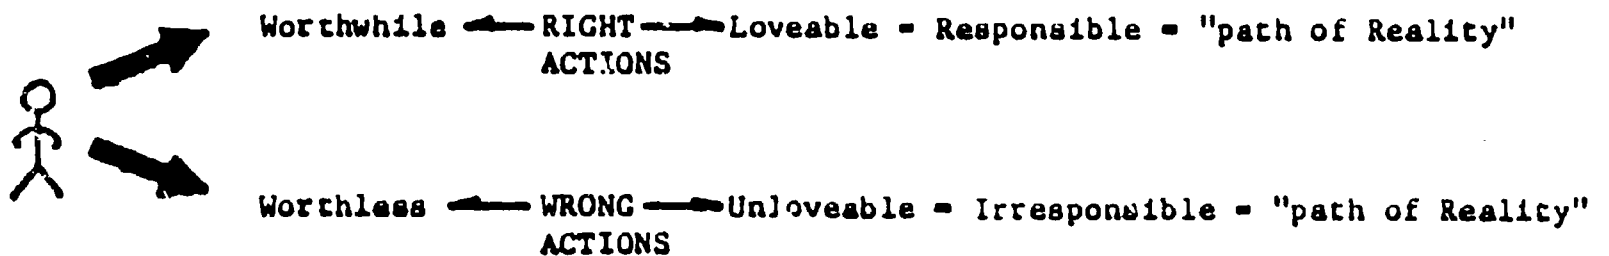 Worthwhile RIGHT Loveable = Responsible = "path of Reality"
ACTIONS
Worthless WRONG Unloveable = Irresponsible = "path of Reality"
ACTIONS